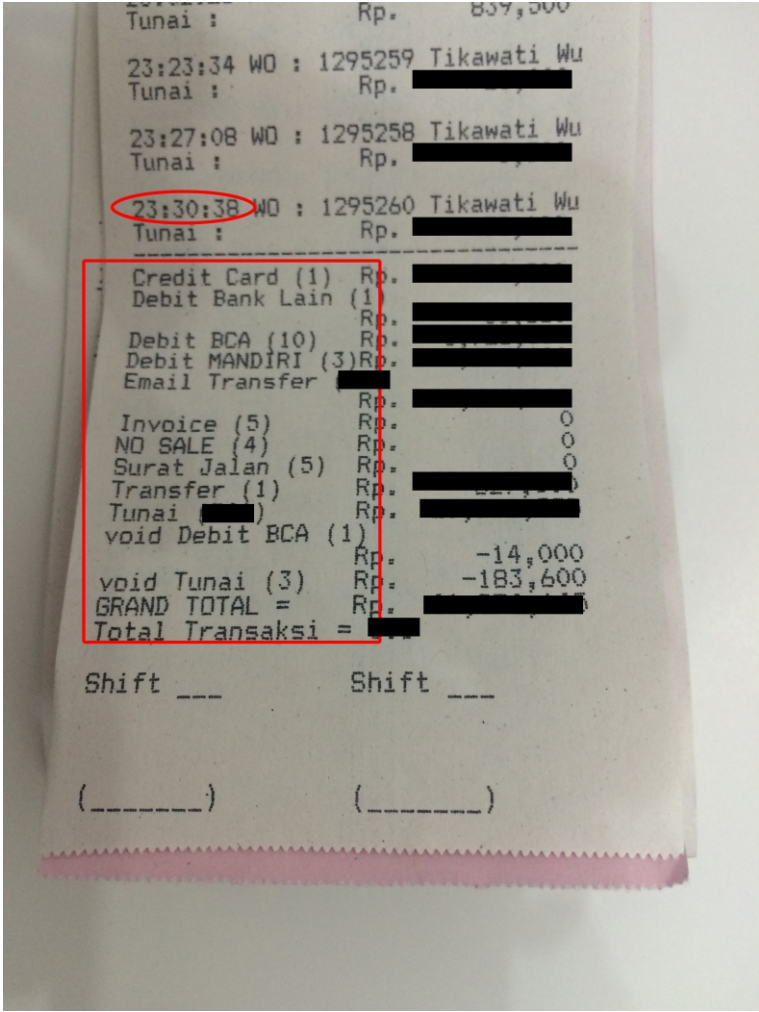 Tunai : Rp. 839,500
23:23:34 WO : 1295259 Tikawati Wu
Tunai : Rp.
23:27:08 WO : 1295258 Tikawati Wu
Tunai : Rp.
23:30:38 WO : 1295260 Tikawati Wu
Tunai : Rp.
Credit Card (1) Rp.
Debit Bank Lain (1)
Rp.
Debit BCA (10) Rp.
Debit MANDIRI (3)Rp.
Email Transfer
Rp.
Invoice (5) Rp. 0
NO SALE (4) Rp. 0
Surat Jalan (5) Rp. 0
Transfer (1) Rp.
Tunai ( ) Rp.
void Debit BCA (1)
Rp. -14,000
void Tunai (3) Rp. -183,600
GRAND TOTAL = Rp.
Total Transaksi =
Shift ___ Shift ___
(_______) (_______)